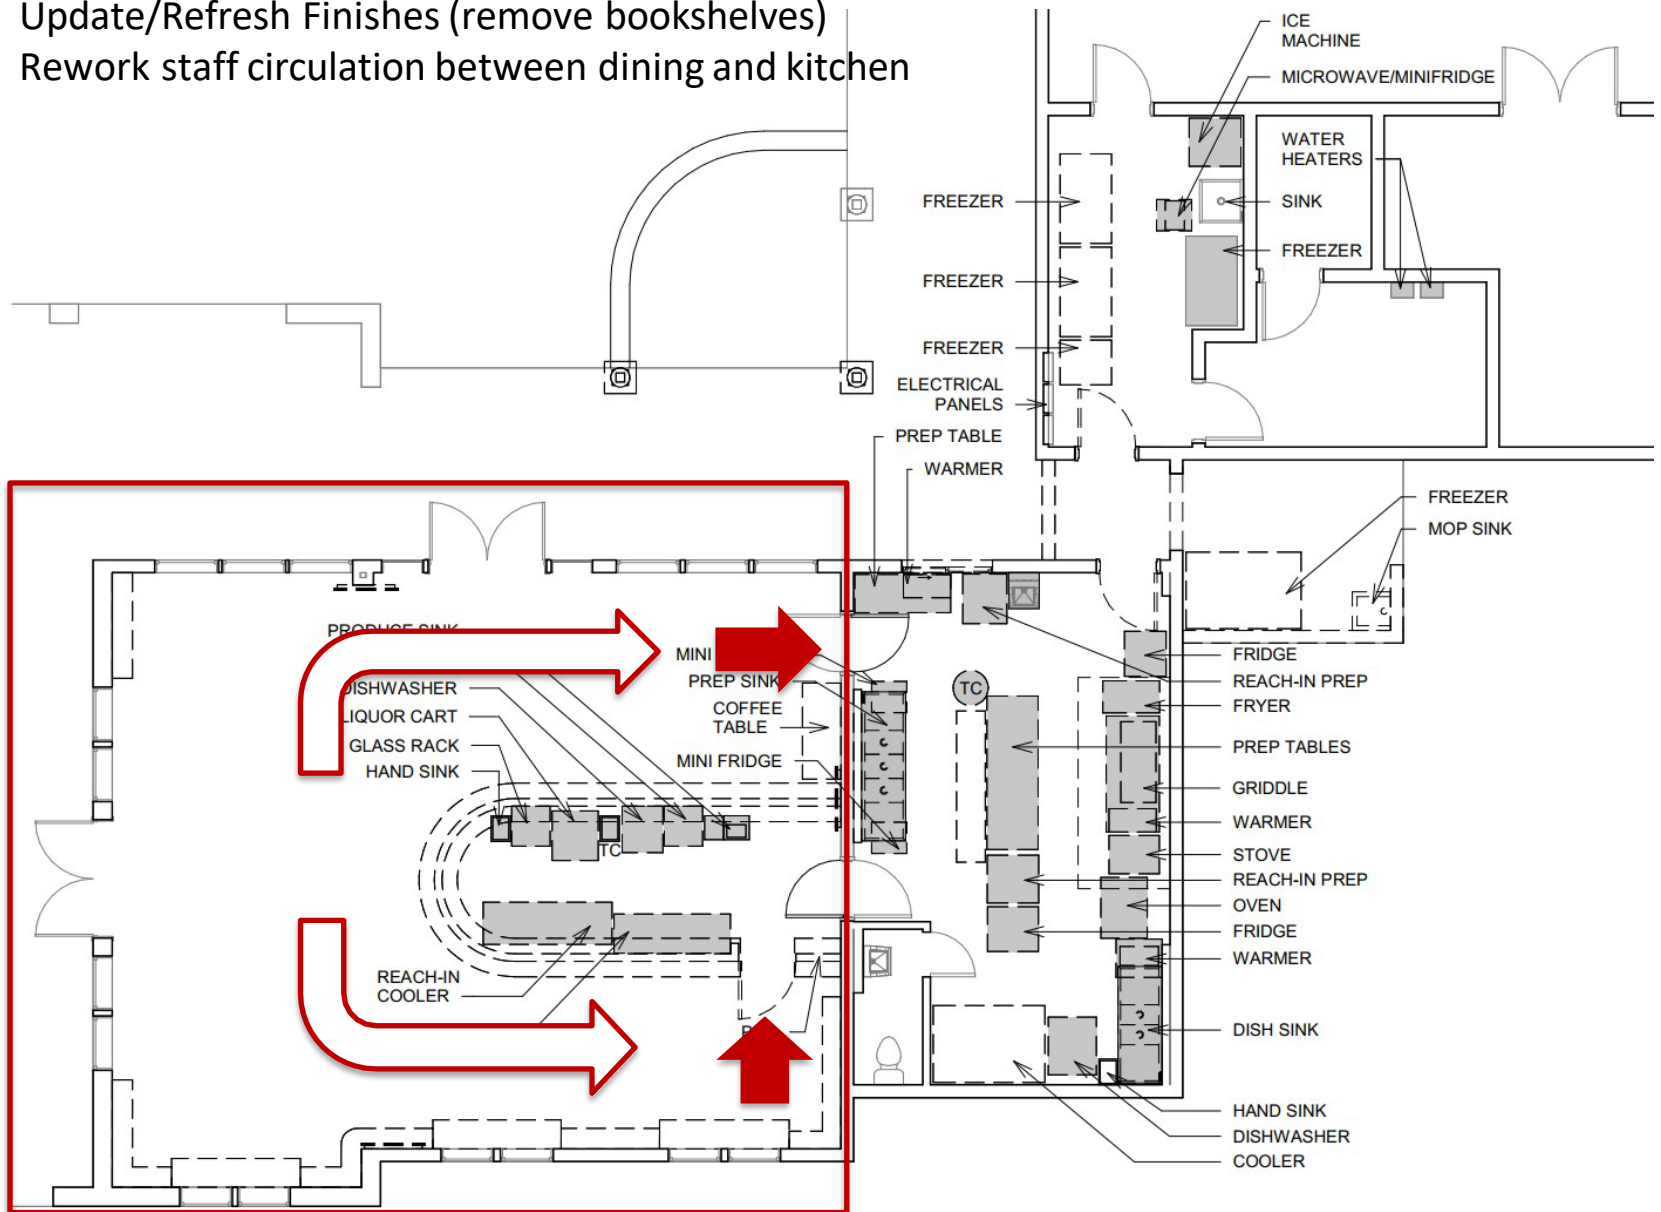 Update/Refresh Finishes (remove bookshelves)
Rework staff circulation between dining and kitchen
ICE
MACHINE
MICROWAVE/MINIFRIDGE
WATER
HEATERS
FREEZER
SINK
FREEZER
FREEZER
FREEZER
ELECTRICAL
PANELS
PREP TABLE
WARMER
FREEZER
MOP SINK
PRODUCE SINK
MINI
PREP SINK
DISHWASHER
COFFEE
TABLE
LIQUOR CART
GLASS RACK
HAND SINK
MINI FRIDGE
TC
TC
FRIDGE
REACH-IN PREP
FRYER
PREP TABLES
GRIDDLE
WARMER
STOVE
REACH-IN PREP
OVEN
FRIDGE
WARMER
REACH-IN
COOLER
DISH SINK
HAND SINK
DISHWASHER
COOLER